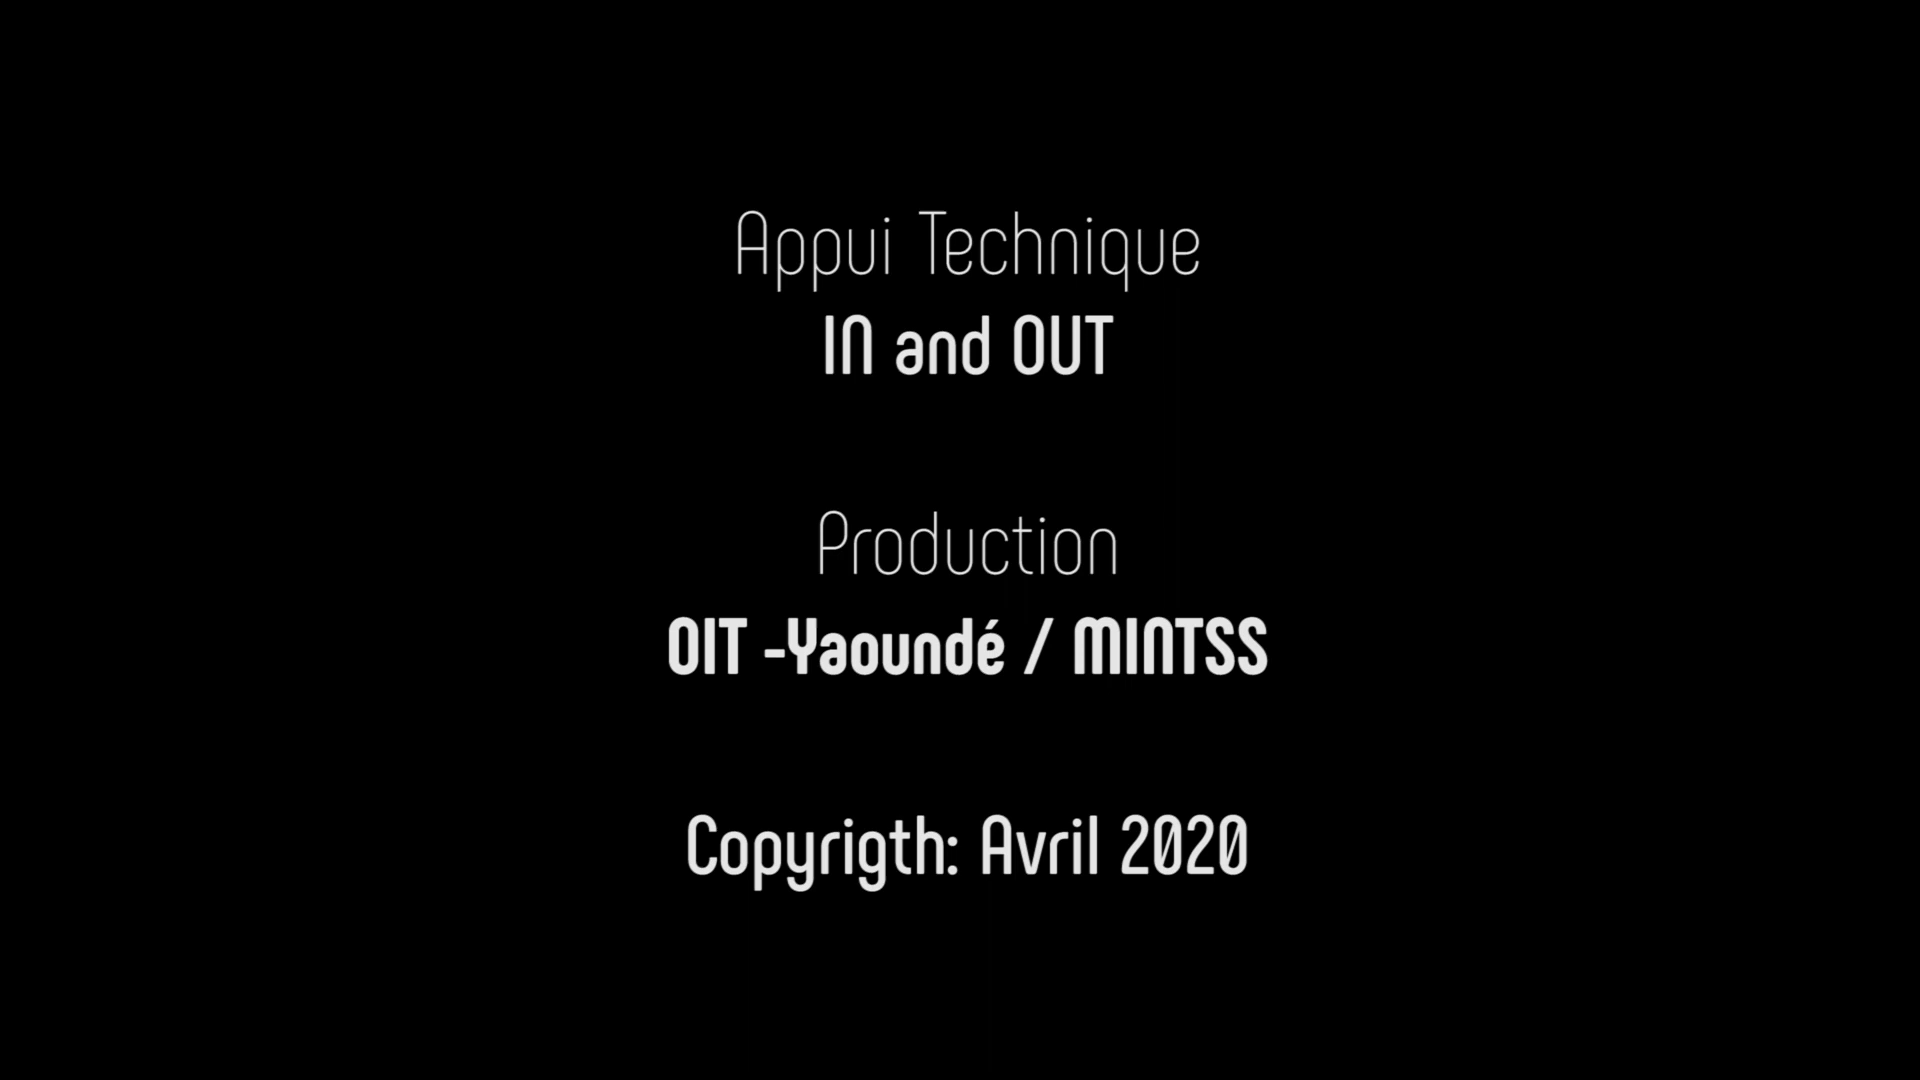 Appui Technique
IN and OUT
Production
OIT -Yaoundé / MINTSS
Copyrigth: Avril 2020